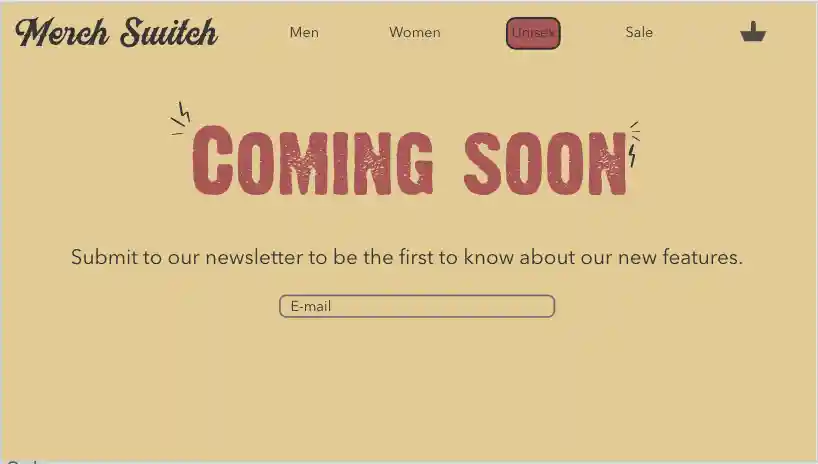 Merch Switch
Men
Women
Unisex
Sale
COMING SOON
Submit to our newsletter to be the first to know about our new features.
E-mail